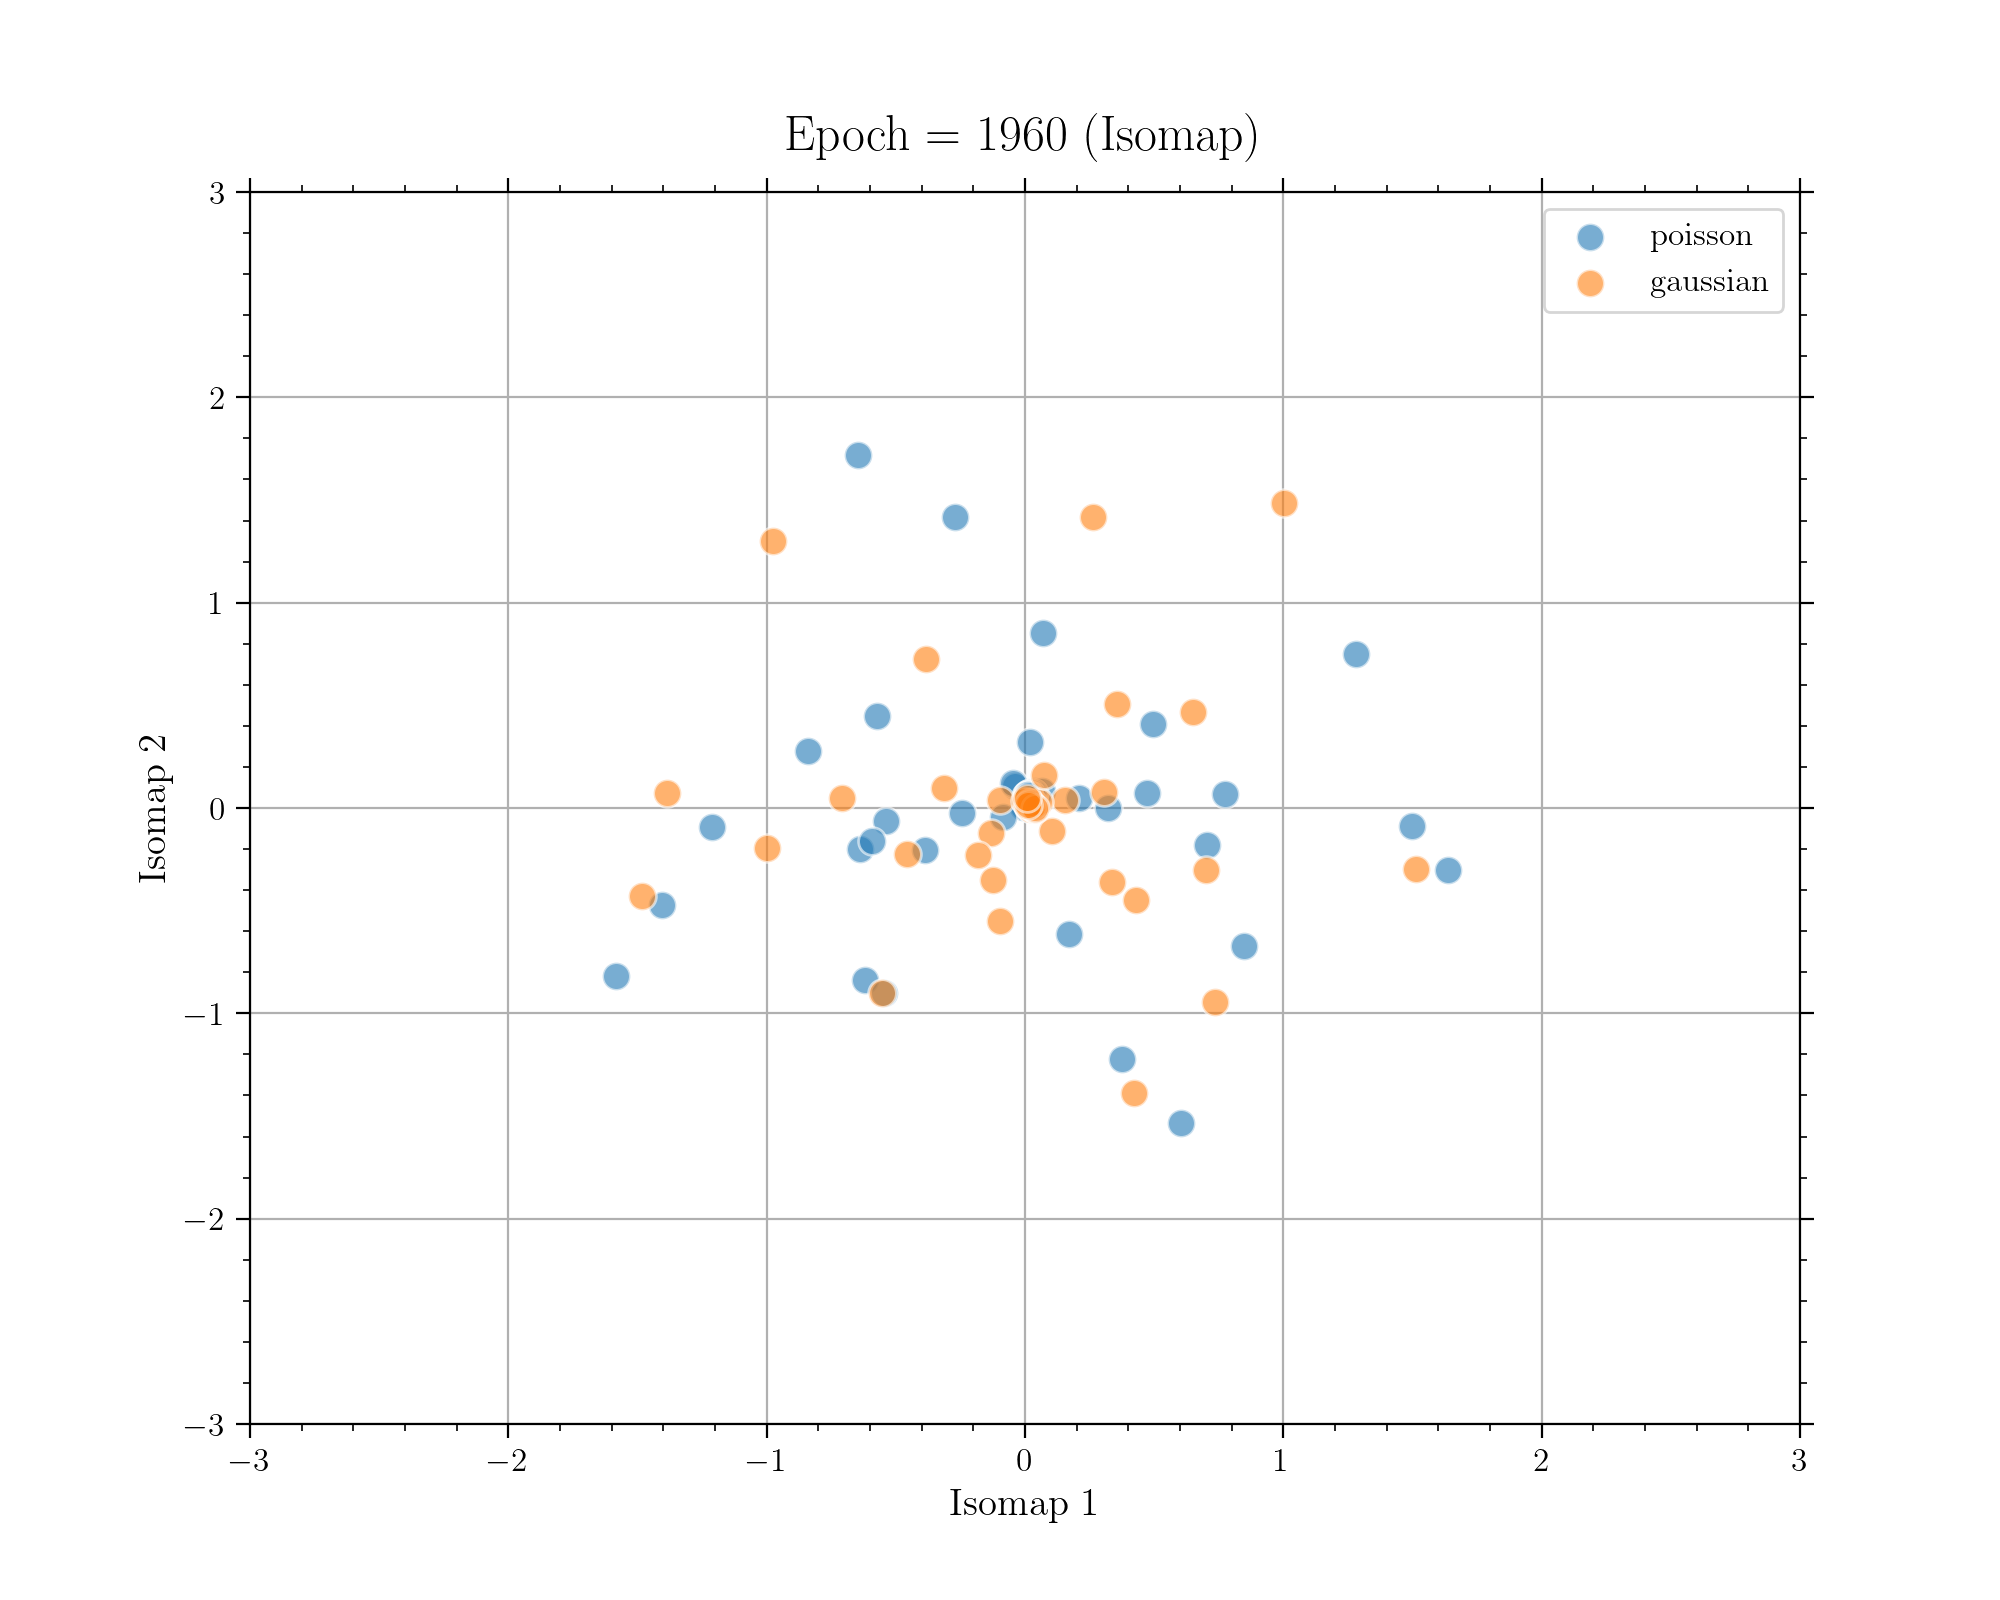 Epoch = 1960 (Isomap)
poisson
gaussian
Isomap 2
3
2
1
0
−1
−2
−3
−3 −2 −1 0 1 2 3
Isomap 1